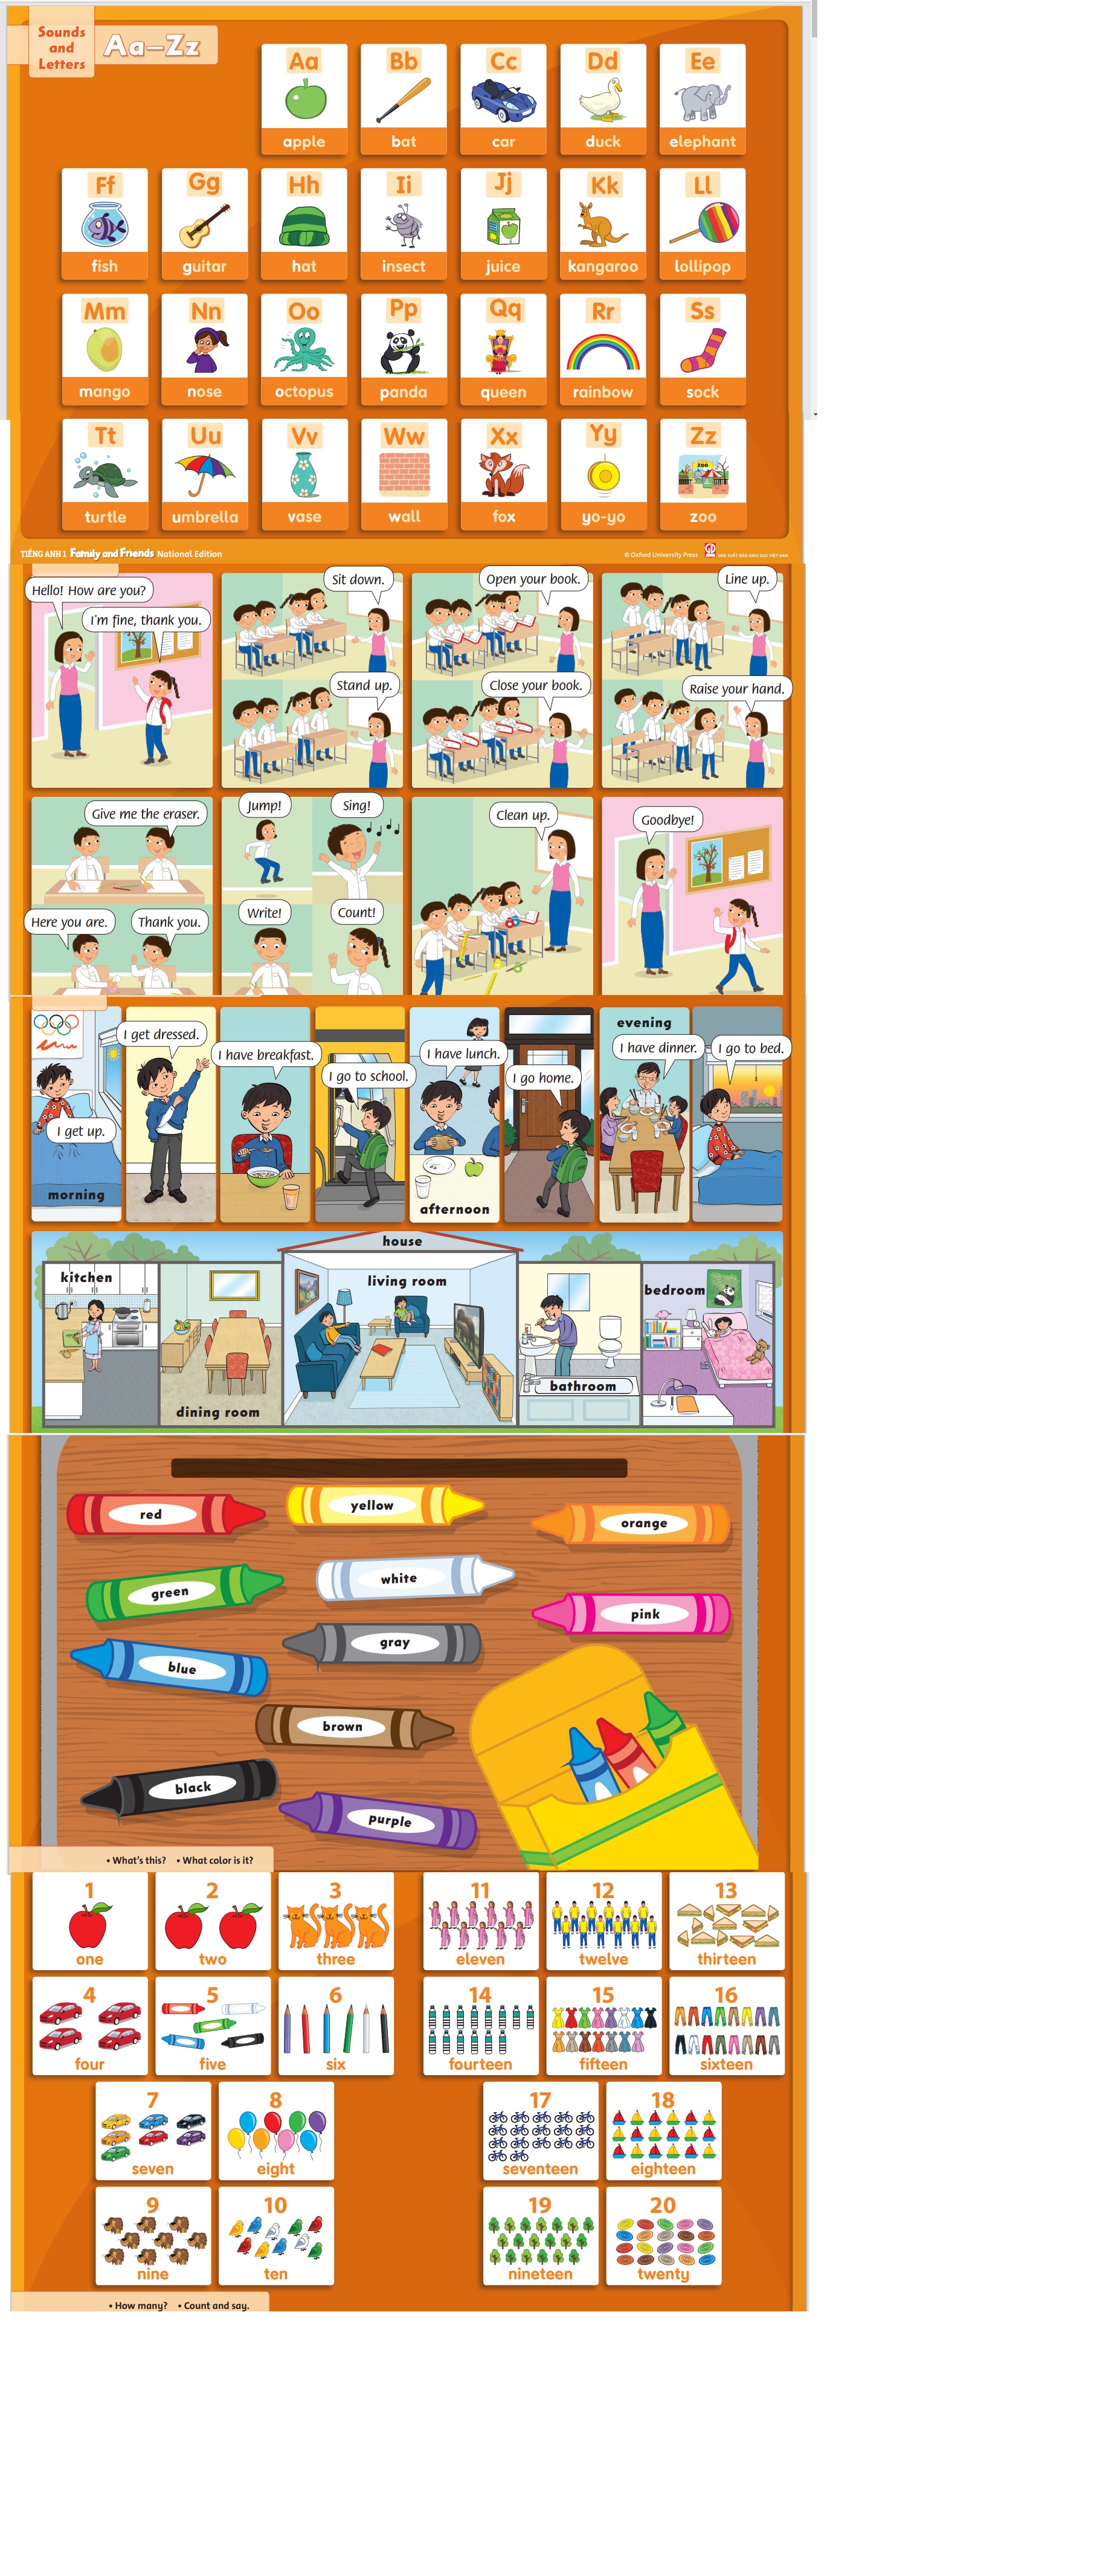 Sounds
and
Letters
Aa–Zz
Aa Bb Cc Dd Ee
apple bat car duck elephant
Ff Gg Hh Ii Jj Kk Ll
fish guitar hat insect juice kangaroo lollipop
Mm Nn Oo Pp Qq Rr Ss
mango nose octopus panda queen rainbow sock
Tt Uu Vv Ww Xx Yy Zz
ZOO
turtle umbrella vase wall fox yo-yo zoo
TIẾNG ANH 1 Family and Friends National Edition
© Oxford University Press
NHÀ XUẤT BẢN GIÁO DỤC VIỆT NAM
Hello! How are you?
I'm fine, thank you.
Sit down.
Stand up.
Open your book.
Close your book.
Line up.
Raise your hand.
Give me the eraser.
Here you are.
Thank you.
Jump!
Sing!
Write!
Count!
Clean up.
Goodbye!
I get up.
morning
I get dressed.
I have breakfast.
I go to school.
I have lunch.
afternoon
I go home.
evening
I have dinner.
I go to bed.
house
kitchen
dining room
living room
bathroom
bedroom
red
yellow
orange
green
white
pink
gray
blue
brown
black
purple
• What's this? • What color is it?
1 2 3 11 12 13
one two three eleven twelve thirteen
4 5 6 14 15 16
four five six fourteen fifteen sixteen
7 8 17 18
seven eight seventeen eighteen
9 10 19 20
nine ten nineteen twenty
• How many? • Count and say.